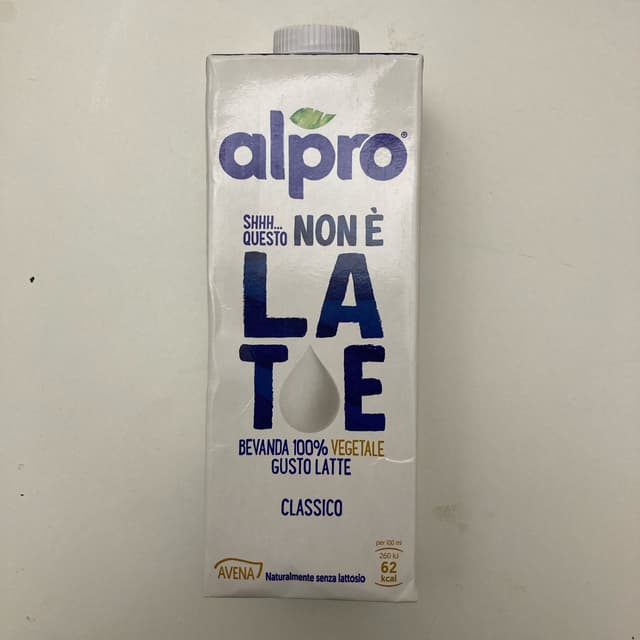 alpro®
SHHH...
QUESTO NON È
LA
T E
BEVANDA 100% VEGETALE
GUSTO LATTE
CLASSICO
per 100 ml
260 kJ
62
kcal
AVENA
Naturalmente senza lattosio